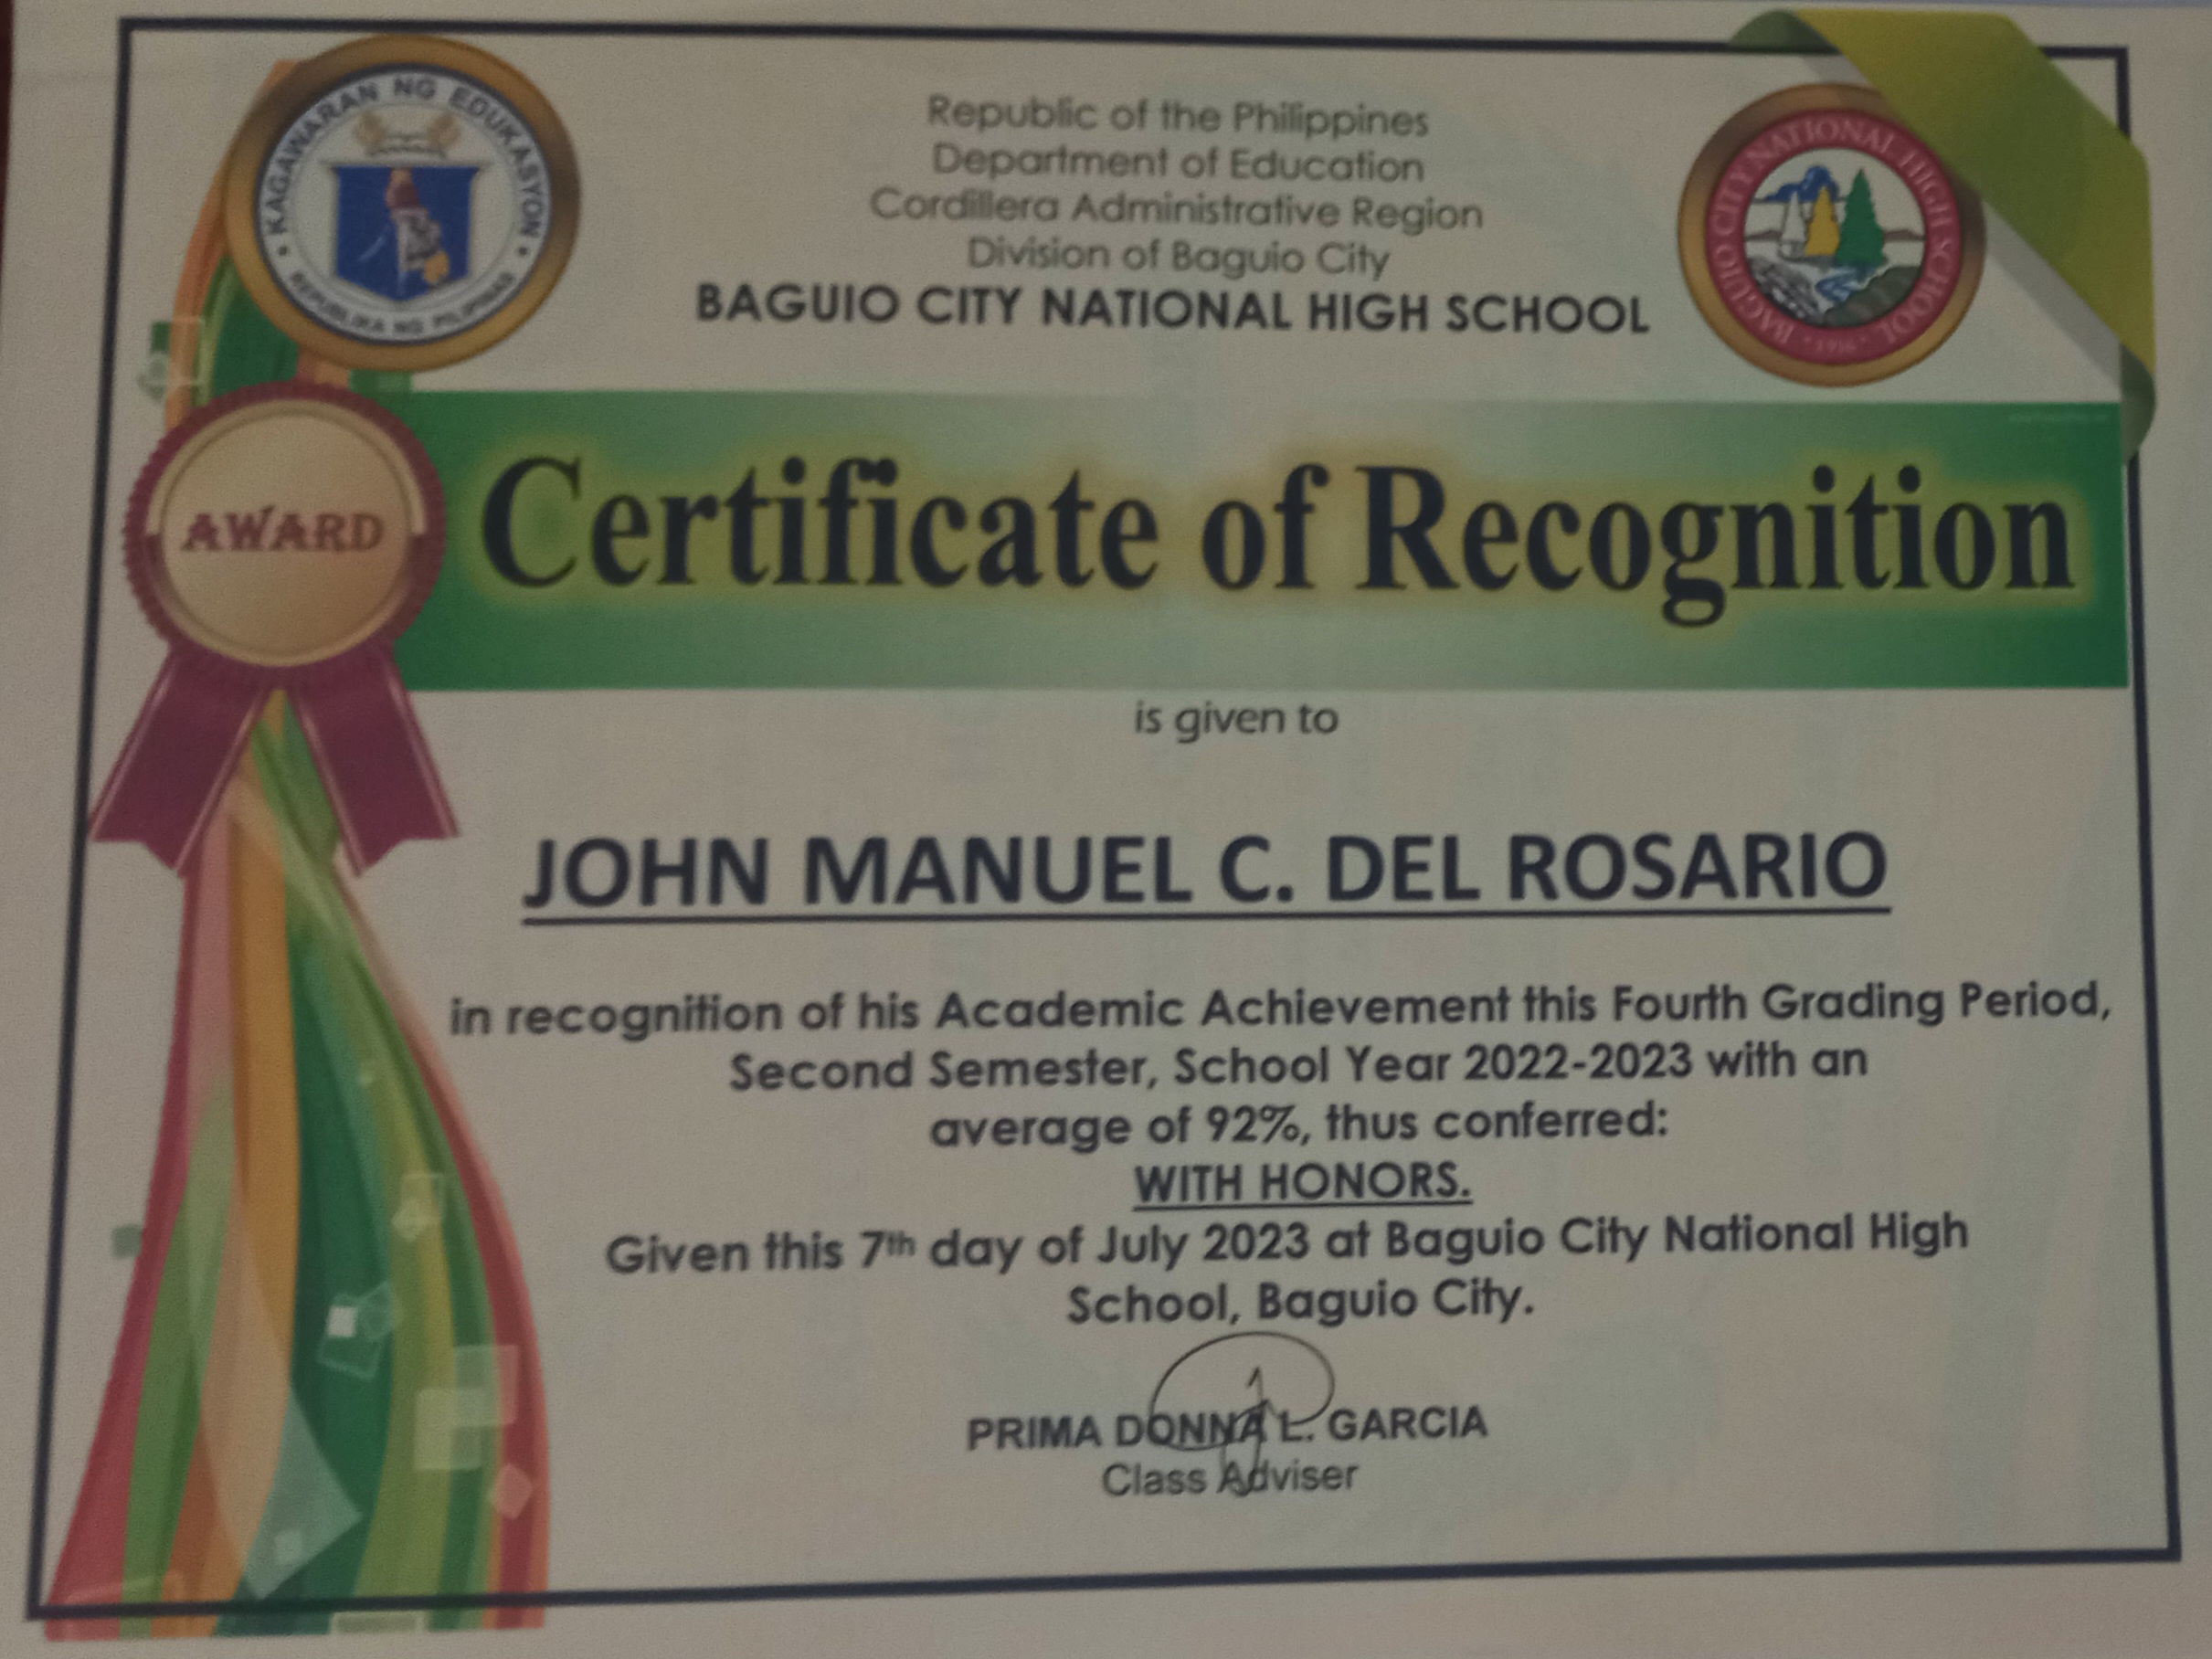 KAGAWARAN NG EDUKASYON
REPUBLIKA NG PILIPINAS
Republic of the Philippines
Department of Education
Cordillera Administrative Region
Division of Baguio City
BAGUIO CITY NATIONAL HIGH SCHOOL
BAGUIO CITY NATIONAL HIGH SCHOOL
AWARD
Certificate of Recognition
is given to
JOHN MANUEL C. DEL ROSARIO
in recognition of his Academic Achievement this Fourth Grading Period,
Second Semester, School Year 2022-2023 with an
average of 92%, thus conferred:
WITH HONORS.
Given this 7th day of July 2023 at Baguio City National High
School, Baguio City.
PRIMA DONNA L. GARCIA
Class Adviser